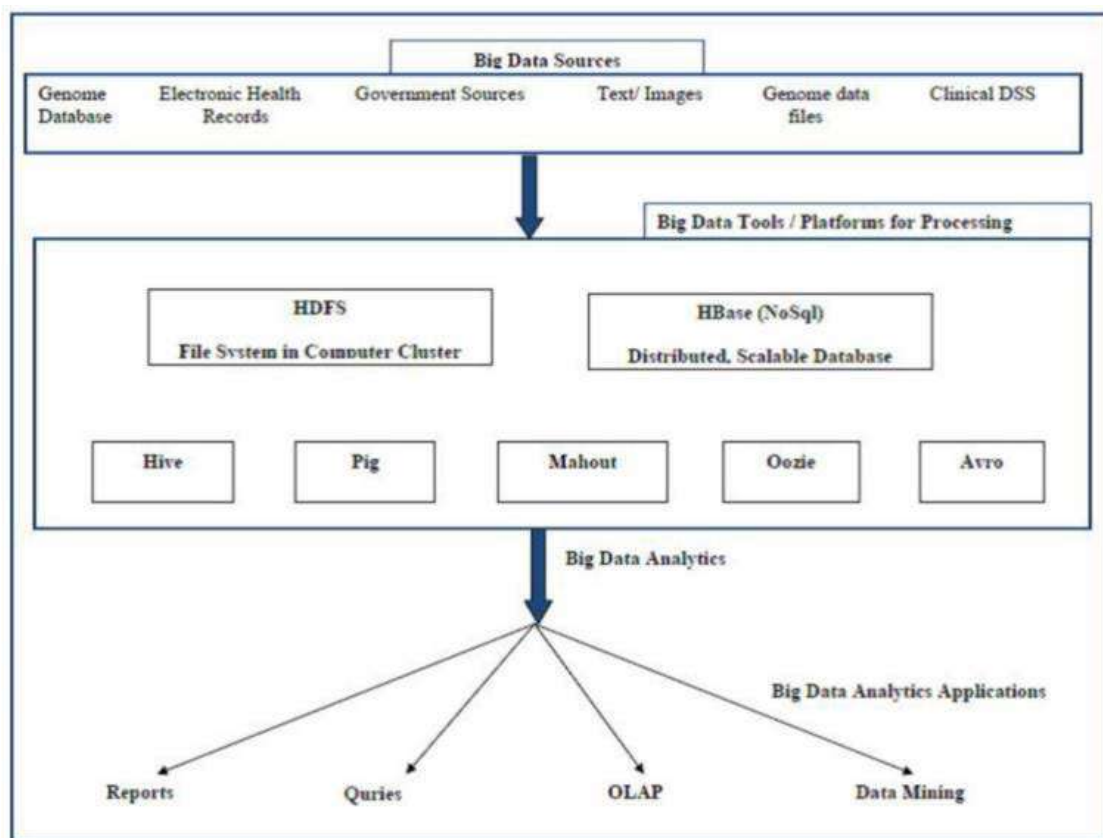 Big Data Sources
Genome Database
Electronic Health Records
Government Sources
Text/ Images
Genome data files
Clinical DSS
Big Data Tools / Platforms for Processing
HDFS
File System in Computer Cluster
HBase (NoSql)
Distributed, Scalable Database
Hive
Pig
Mahout
Oozie
Avro
Big Data Analytics
Big Data Analytics Applications
Reports
Quries
OLAP
Data Mining